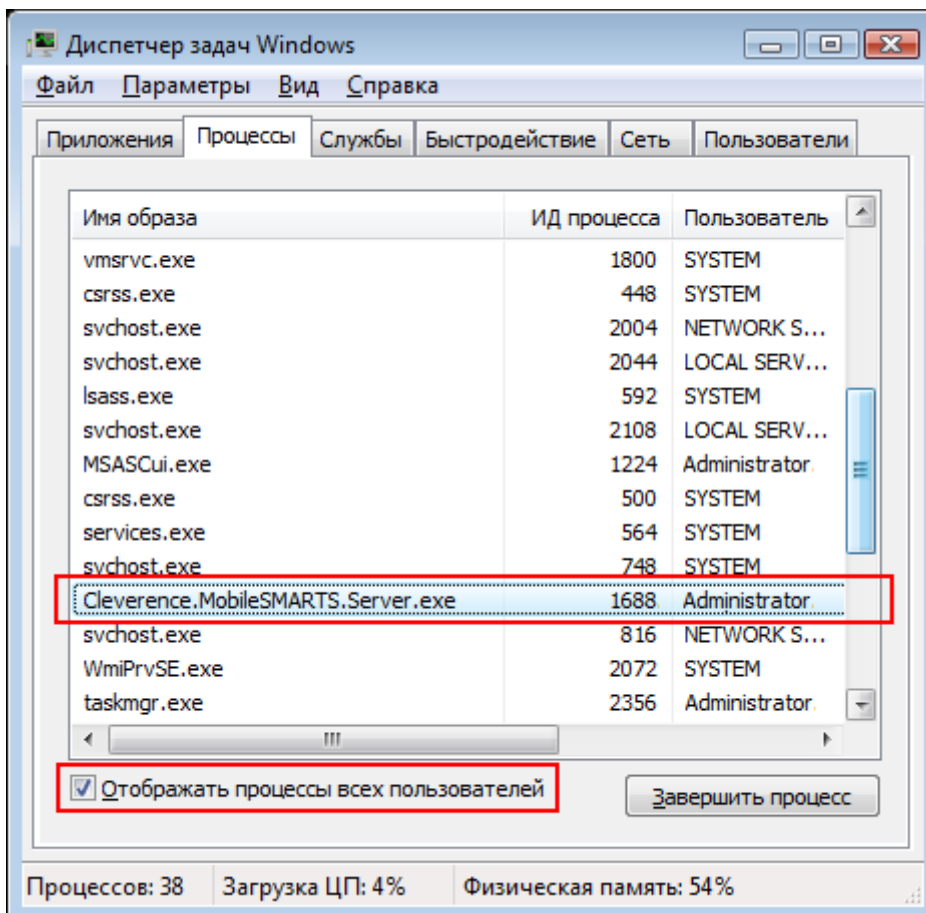 Диспетчер задач Windows
Файл Параметры Вид Справка
Приложения Процессы Службы Быстродействие Сеть Пользователи
Имя образа ИД процесса Пользователь
vmsrvc.exe 1800 SYSTEM
csrss.exe 448 SYSTEM
svchost.exe 2004 NETWORK S...
svchost.exe 2044 LOCAL SERV...
lsass.exe 592 SYSTEM
svchost.exe 2108 LOCAL SERV...
MSASCui.exe 1224 Administrator
csrss.exe 500 SYSTEM
services.exe 564 SYSTEM
svchost.exe 748 SYSTEM
Cleverence.MobileSMARTS.Server.exe 1688 Administrator
svchost.exe 816 NETWORK S...
WmiPrvSE.exe 2072 SYSTEM
taskmgr.exe 2356 Administrator
Отображать процессы всех пользователей Завершить процесс
Процессов: 38 Загрузка ЦП: 4% Физическая память: 54%